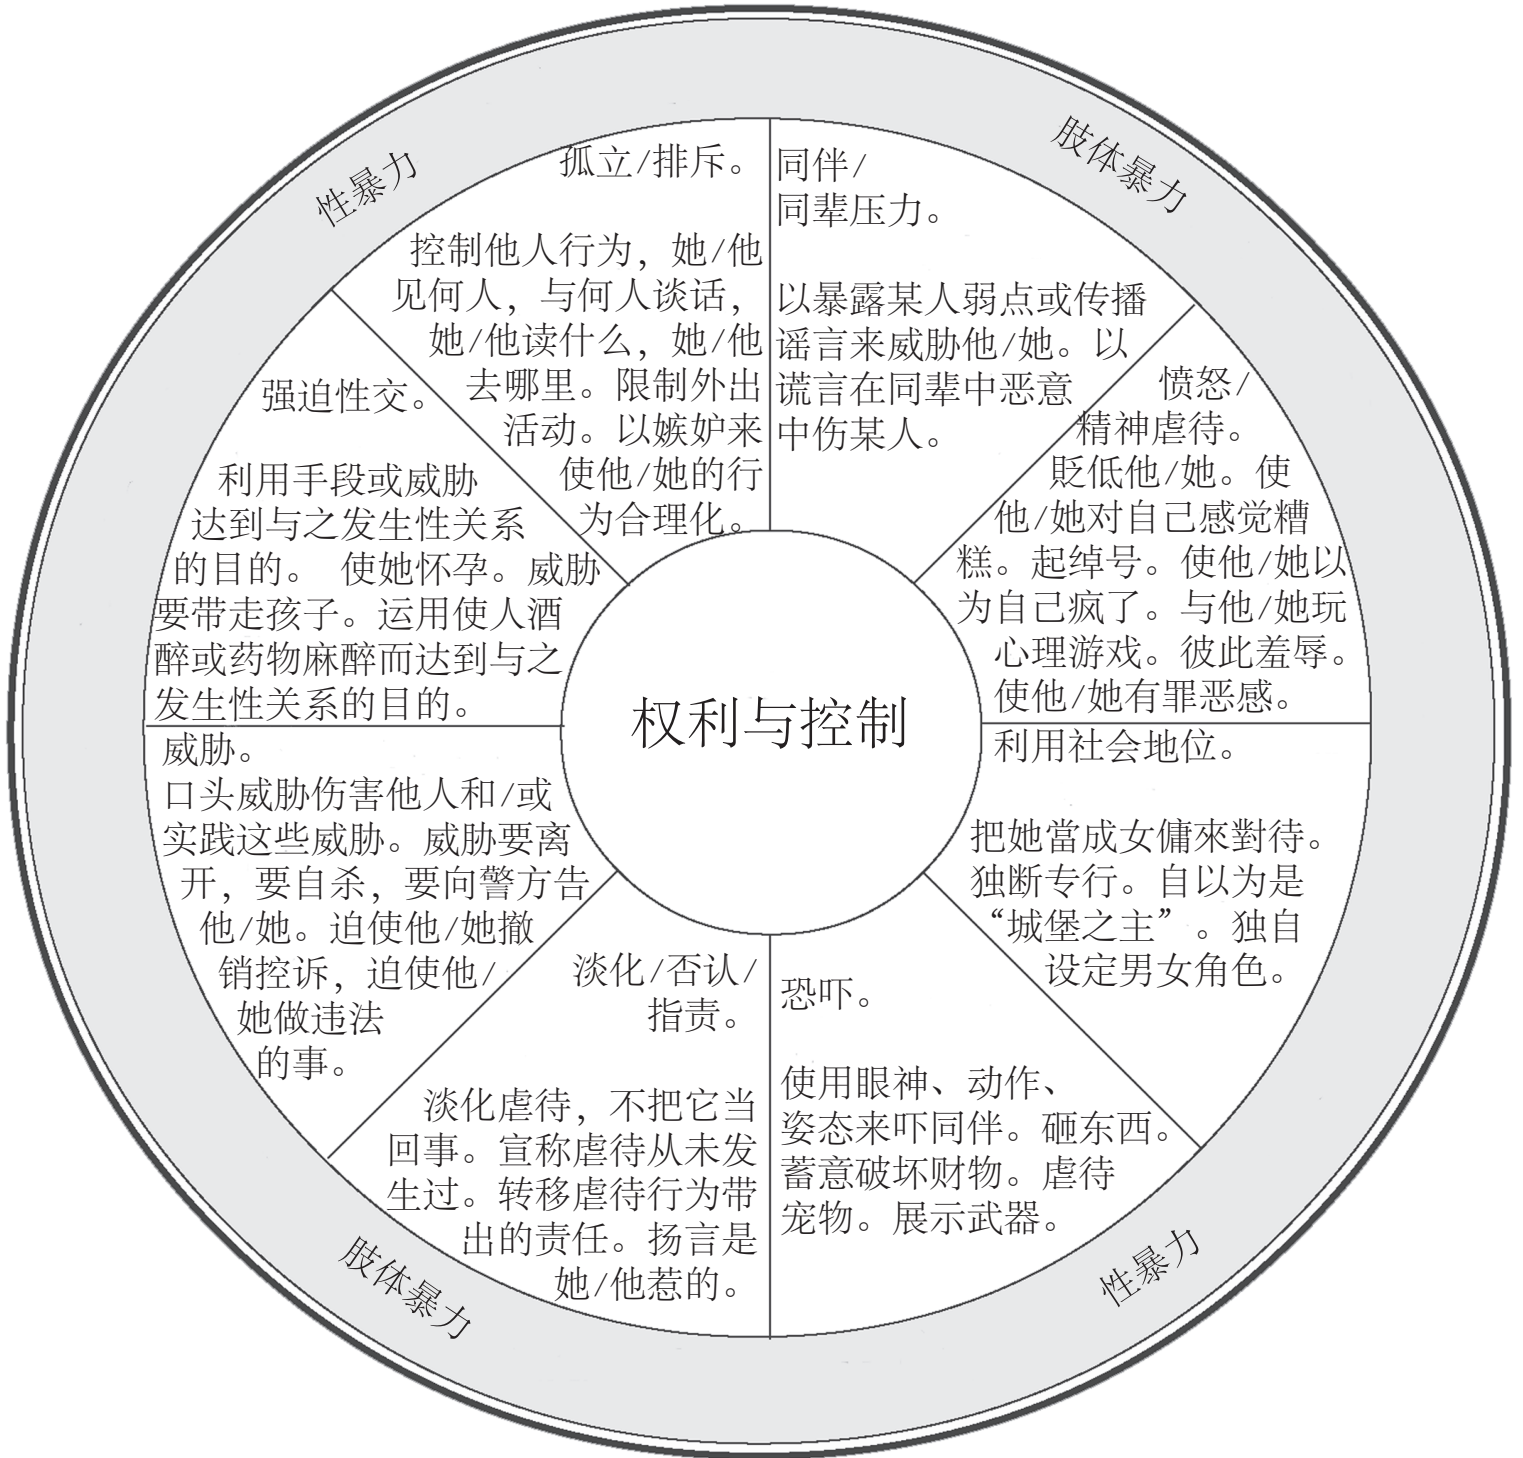 性暴力
肢体暴力
孤立/排斥。
控制他人行为，她/他
见何人，与何人谈话，
她/他读什么，她/他
去哪里。限制外出
活动。以嫉妒来
使他/她的行
为合理化。
同伴/
同辈压力。
以暴露某人弱点或传播
谣言来威胁他/她。以
谎言在同辈中恶意
中伤某人。
愤怒/
精神虐待。
贬低他/她。使
他/她对自己感觉糟
糕。起绰号。使他/她以
为自己疯了。与他/她玩
心理游戏。彼此羞辱。
使他/她有罪恶感。
利用社会地位。
把她當成女傭來對待。
独断专行。自以为是
“城堡之主”。独自
设定男女角色。
恐吓。
使用眼神、动作、
姿态来吓同伴。砸东西。
蓄意破坏财物。虐待
宠物。展示武器。
淡化/否认/
指责。
淡化虐待，不把它当
回事。宣称虐待从未发
生过。转移虐待行为带
出的责任。扬言是
她/他惹的。
威胁。
口头威胁伤害他人和/或
实践这些威胁。威胁要离
开，要自杀，要向警方告
他/她。迫使他/她撤
销控诉，迫使他/
她做违法
的事。
强迫性交。
利用手段或威胁
达到与之发生性关系
的目的。 使她怀孕。威胁
要带走孩子。运用使人酒
醉或药物麻醉而达到与之
发生性关系的目的。
权利与控制
肢体暴力
性暴力